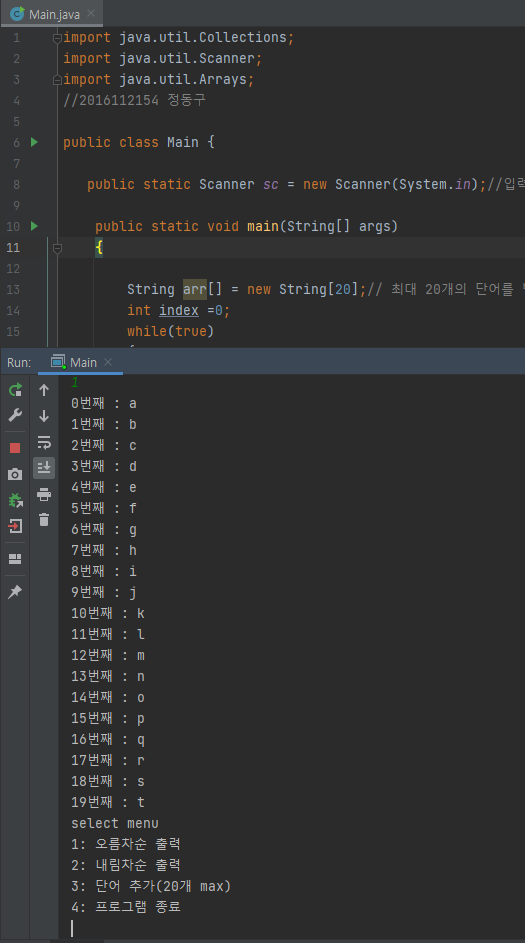 Main.java
1 import java.util.Collections;
2 import java.util.Scanner;
3 import java.util.Arrays;
4 //2016112154 정동구
5
6 public class Main {
7
8 public static Scanner sc = new Scanner(System.in);//입력
9
10 public static void main(String[] args)
11 {
12
13 String arr[] = new String[20];// 최대 20개의 단어를
14 int index =0;
15 while(true)
Run: Main
1
0번째 : a
1번째 : b
2번째 : c
3번째 : d
4번째 : e
5번째 : f
6번째 : g
7번째 : h
8번째 : i
9번째 : j
10번째 : k
11번째 : l
12번째 : m
13번째 : n
14번째 : o
15번째 : p
16번째 : q
17번째 : r
18번째 : s
19번째 : t
select menu
1: 오름차순 출력
2: 내림차순 출력
3: 단어 추가(20개 max)
4: 프로그램 종료